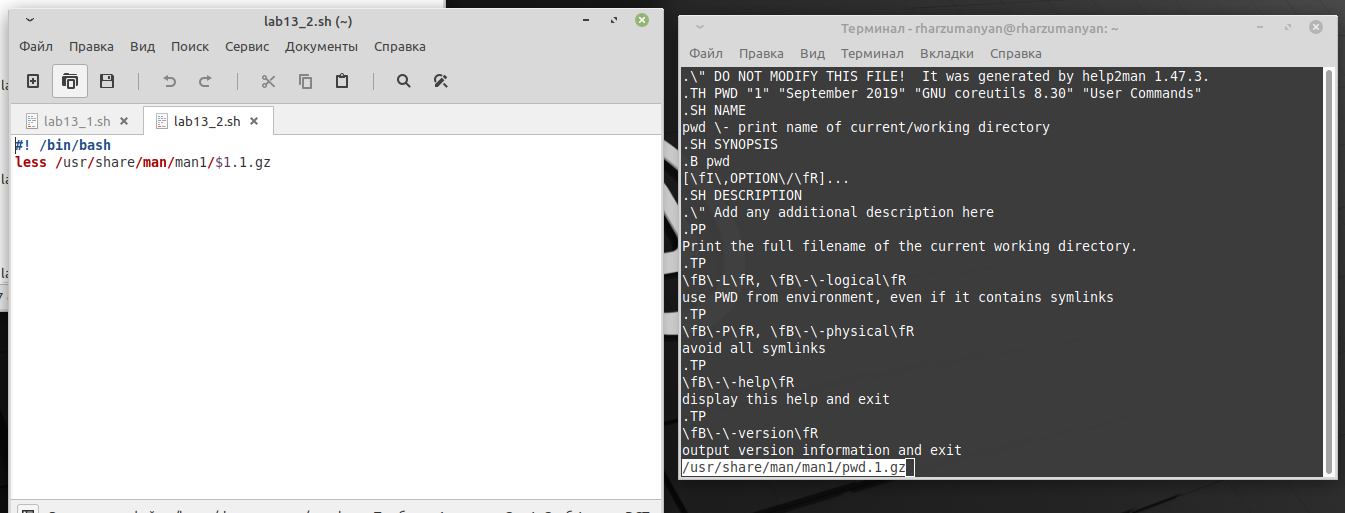 lab13_2.sh (~)
Файл Правка Вид Поиск Сервис Документы Справка
lab13_1.sh
lab13_2.sh
#! /bin/bash
less /usr/share/man/man1/$1.1.gz
Терминал - rharzumanyan@rharzumanyan: ~
Файл Правка Вид Терминал Вкладки Справка
.\" DO NOT MODIFY THIS FILE!  It was generated by help2man 1.47.3.
.TH PWD "1" "September 2019" "GNU coreutils 8.30" "User Commands"
.SH NAME
pwd \- print name of current/working directory
.SH SYNOPSIS
.B pwd
[\fI\,OPTION\/\fR]...
.SH DESCRIPTION
.\" Add any additional description here
.PP
Print the full filename of the current working directory.
.TP
\fB\-L\fR, \fB\-\-logical\fR
use PWD from environment, even if it contains symlinks
.TP
\fB\-P\fR, \fB\-\-physical\fR
avoid all symlinks
.TP
\fB\-\-help\fR
display this help and exit
.TP
\fB\-\-version\fR
output version information and exit
/usr/share/man/man1/pwd.1.gz